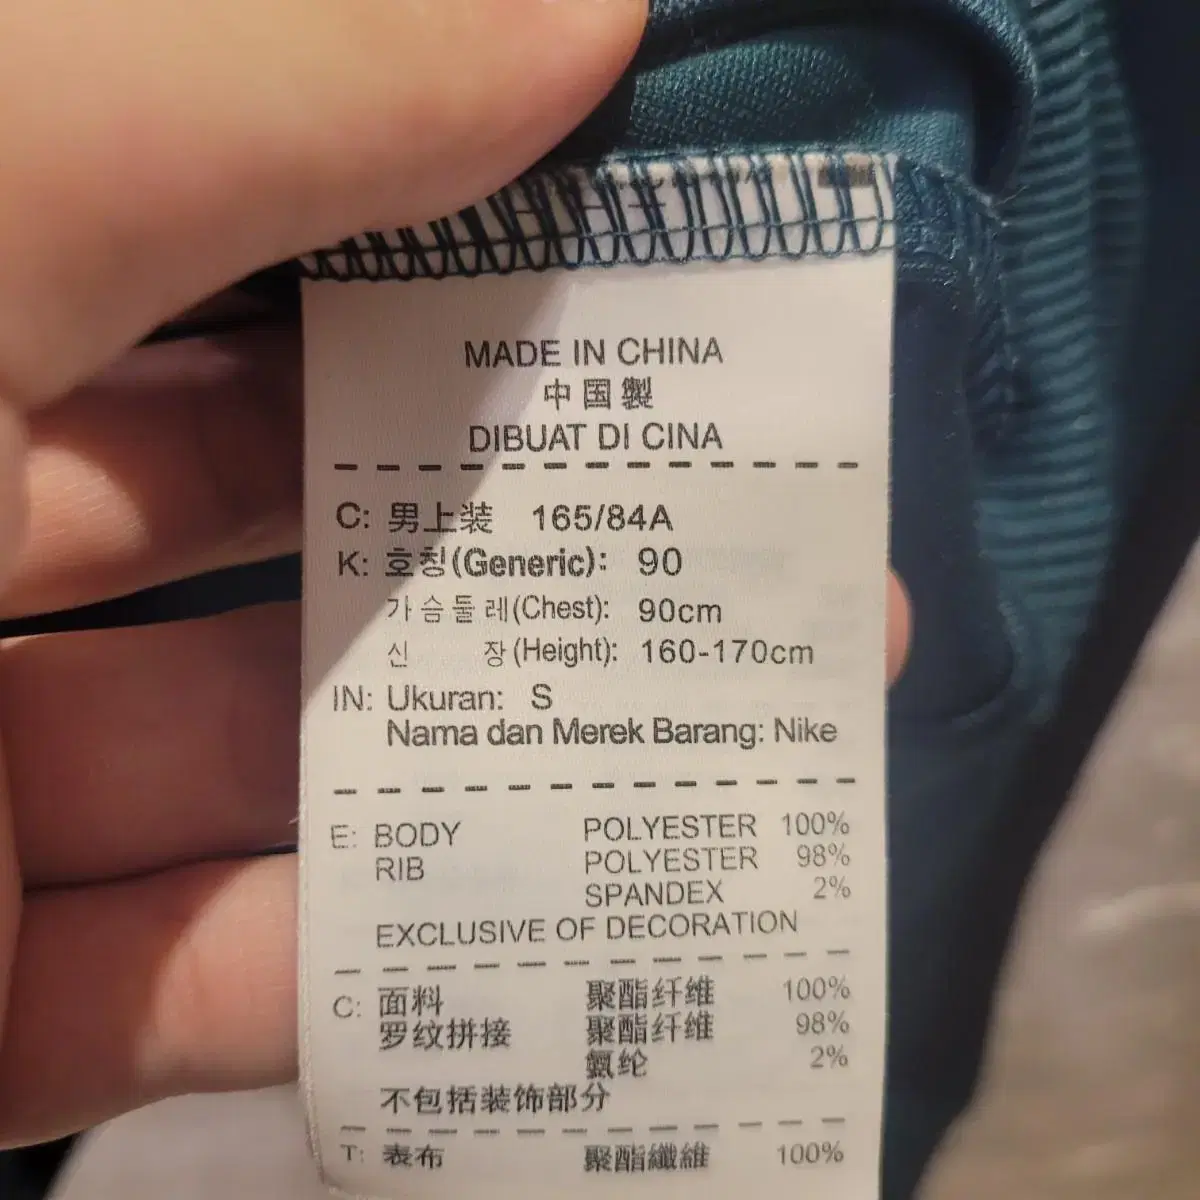 MADE IN CHINA
中国製
DIBUAT DI CINA
C: 男上装 165/84A
K: 호칭(Generic): 90
가슴둘레(Chest): 90cm
신 장(Height): 160-170cm
IN: Ukuran: S
Nama dan Merek Barang: Nike
E: BODY POLYESTER 100%
RIB POLYESTER 98%
SPANDEX 2%
EXCLUSIVE OF DECORATION
C: 面料 聚酯纤维 100%
罗纹拼接 聚酯纤维 98%
氨纶 2%
不包括装饰部分
T: 表布 聚酯纖維 100%